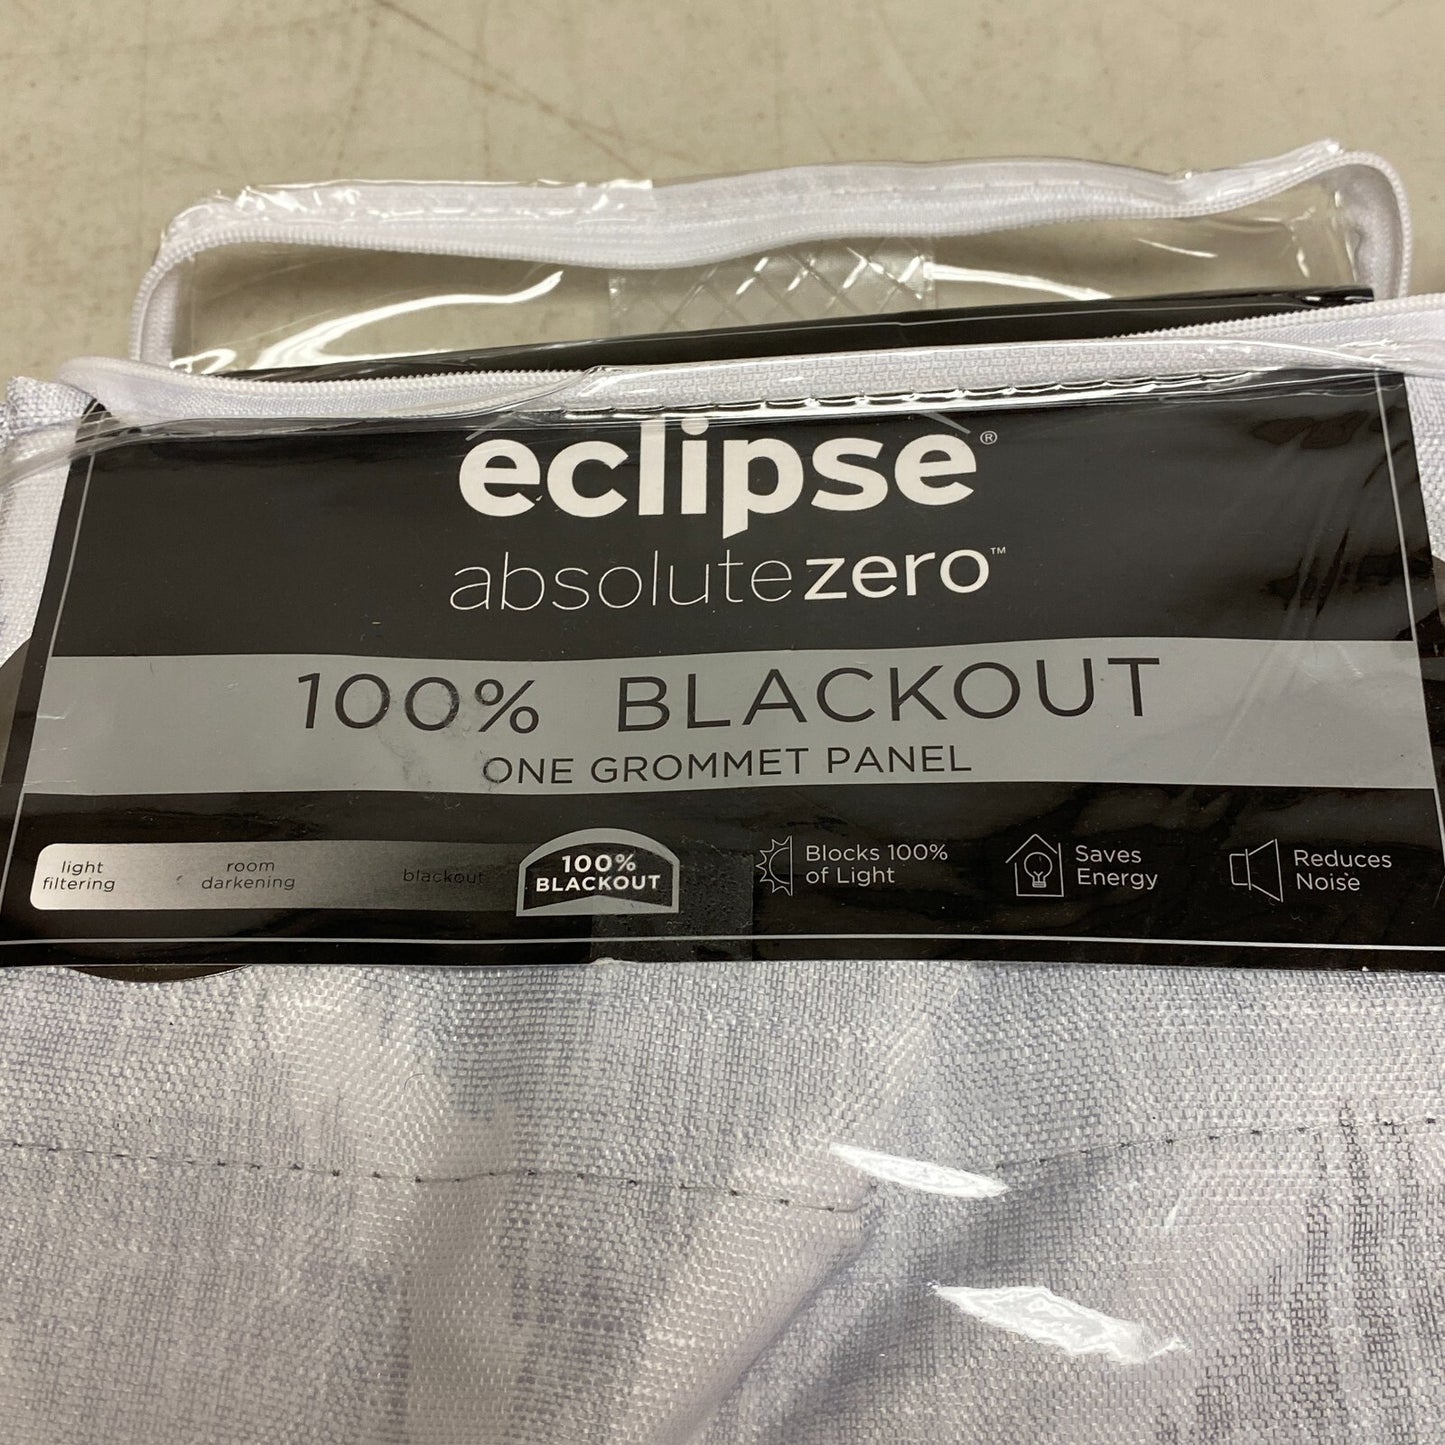 eclipse®
absolutezero™
100% BLACKOUT
ONE GROMMET PANEL
light
filtering
room
darkening
blackout
100%
BLACKOUT
Blocks 100%
of Light
Saves
Energy
Reduces
Noise